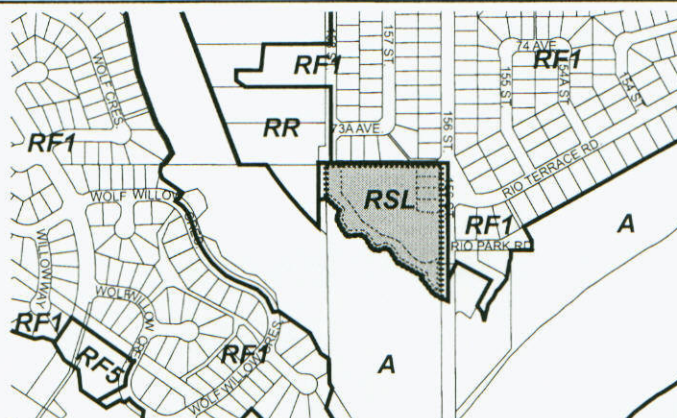 157 ST.
RF1
74 AVE.
RF1
WOLF CRES.
155 ST.
154A ST.
154 ST.
RR
156 ST.
73A AVE.
RF1
RIO TERRACE RD
WOLF WILLOW CRES
RSL
RF1
A
RIO PARK RD
WILLOW WAY
WOLF WILLOW CRE
RF1
RF5
RF1
WOLF WILLOW CRES.
A